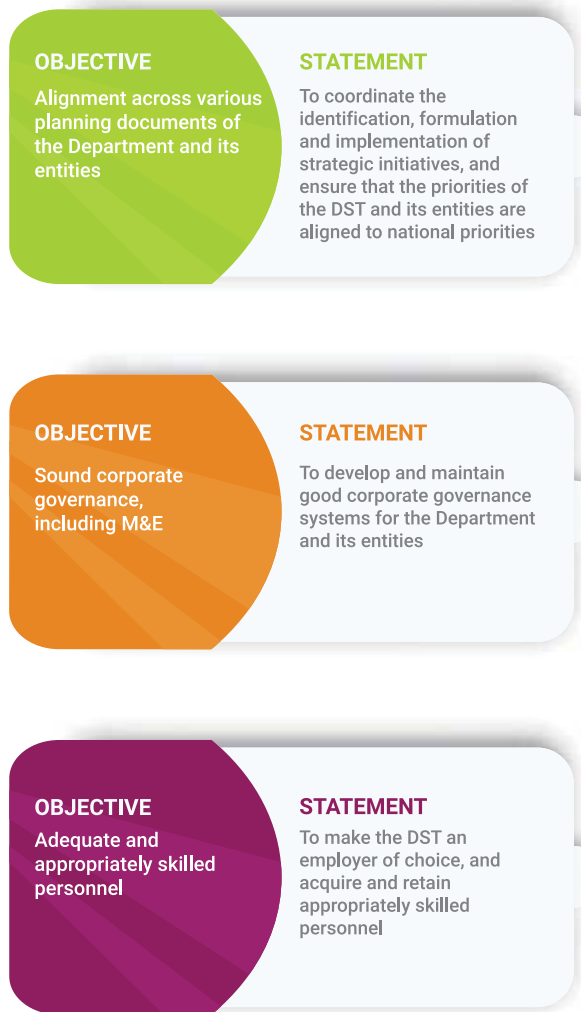 OBJECTIVE
Alignment across various
planning documents of
the Department and its
entities
STATEMENT
To coordinate the
identification, formulation
and implementation of
strategic initiatives, and
ensure that the priorities of
the DST and its entities are
aligned to national priorities
OBJECTIVE
Sound corporate
governance,
including M&E
STATEMENT
To develop and maintain
good corporate governance
systems for the Department
and its entities
OBJECTIVE
Adequate and
appropriately skilled
personnel
STATEMENT
To make the DST an
employer of choice, and
acquire and retain
appropriately skilled
personnel